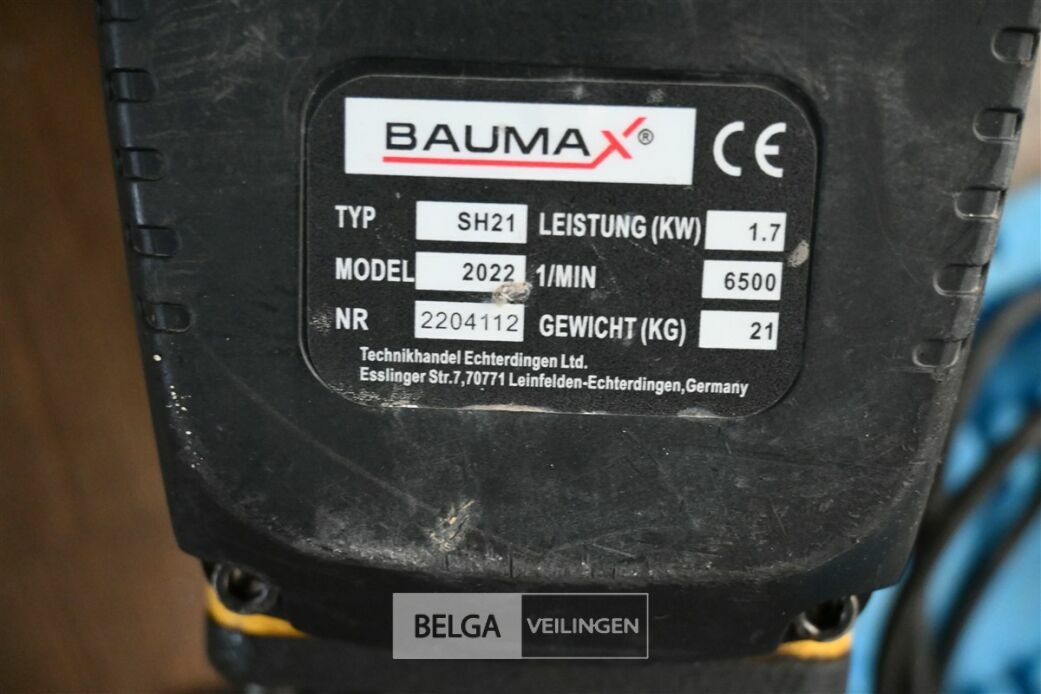 BAUMAX® CE
TYP SH21 LEISTUNG (KW) 1.7
MODEL 2022 1/MIN 6500
NR 2204112 GEWICHT (KG) 21
Technikhandel Echterdingen Ltd.
Esslinger Str.7,70771 Leinfelden-Echterdingen,Germany
BELGA VEILINGEN